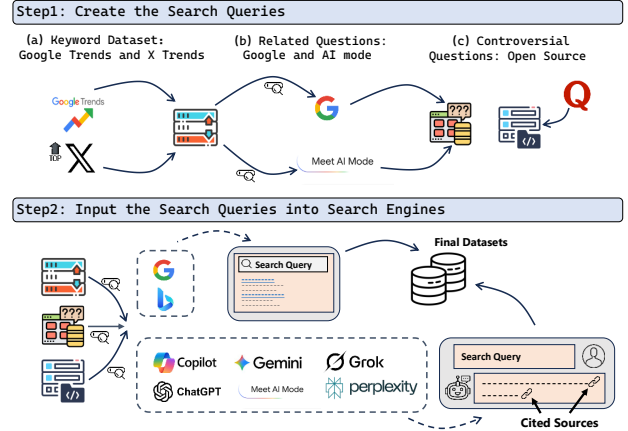 Step1: Create the Search Queries
(a) Keyword Dataset:
Google Trends and X Trends
(b) Related Questions:
Google and AI mode
(c) Controversial
Questions: Open Source
Google Trends
TOP
X
G
Meet AI Mode
???
</>
Q
Step2: Input the Search Queries into Search Engines
???
</>
G
b
Search Query
Final Datasets
Copilot
Gemini
Grok
ChatGPT
Meet AI Mode
perplexity
Search Query
Cited Sources